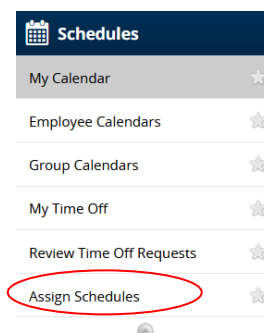 Schedules
My Calendar
Employee Calendars
Group Calendars
My Time Off
Review Time Off Requests
Assign Schedules